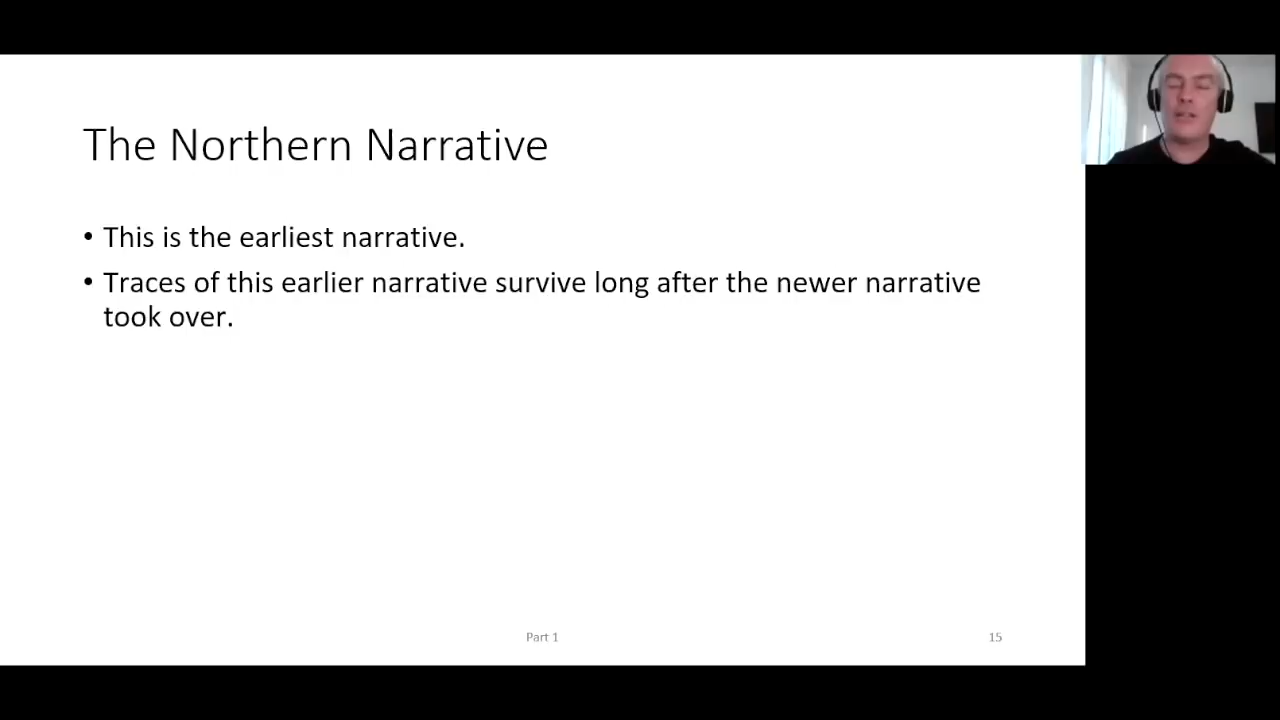 The Northern Narrative
• This is the earliest narrative.
• Traces of this earlier narrative survive long after the newer narrative
took over.
Part 1
15